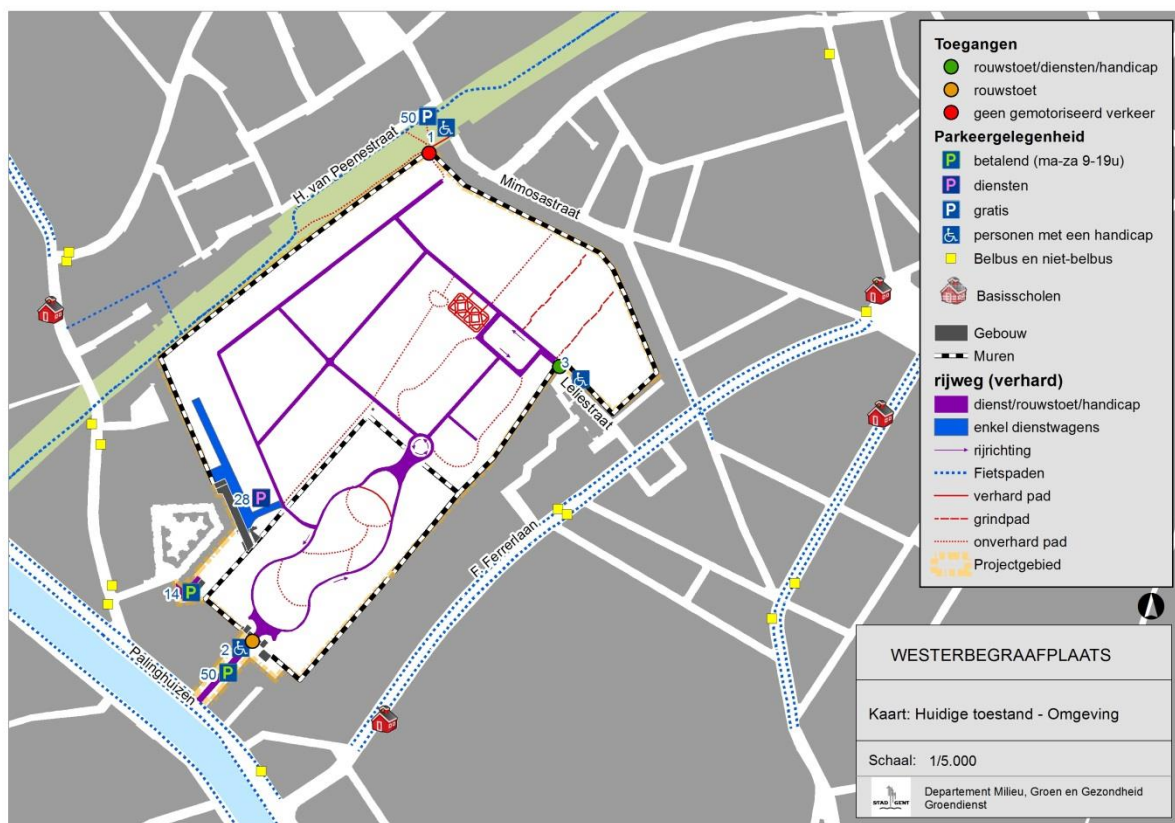 50 P
1
H. van Peenestraat
Mimosastraat
3
Leliestraat
28 P
F. Ferrerlaan
14 P
2
50 P
Palinghuizen
Toegangen
rouwstoet/diensten/handicap
rouwstoet
geen gemotoriseerd verkeer
Parkeergelegenheid
P betalend (ma-za 9-19u)
P diensten
P gratis
personen met een handicap
Belbus en niet-belbus
Basisscholen
Gebouw
Muren
rijweg (verhard)
dienst/rouwstoet/handicap
enkel dienstwagens
rijrichting
Fietspaden
verhard pad
grindpad
onverhard pad
Projectgebied
WESTERBEGRAAFPLAATS
Kaart: Huidige toestand - Omgeving
Schaal: 1/5.000
STAD GENT
Departement Milieu, Groen en Gezondheid
Groendienst